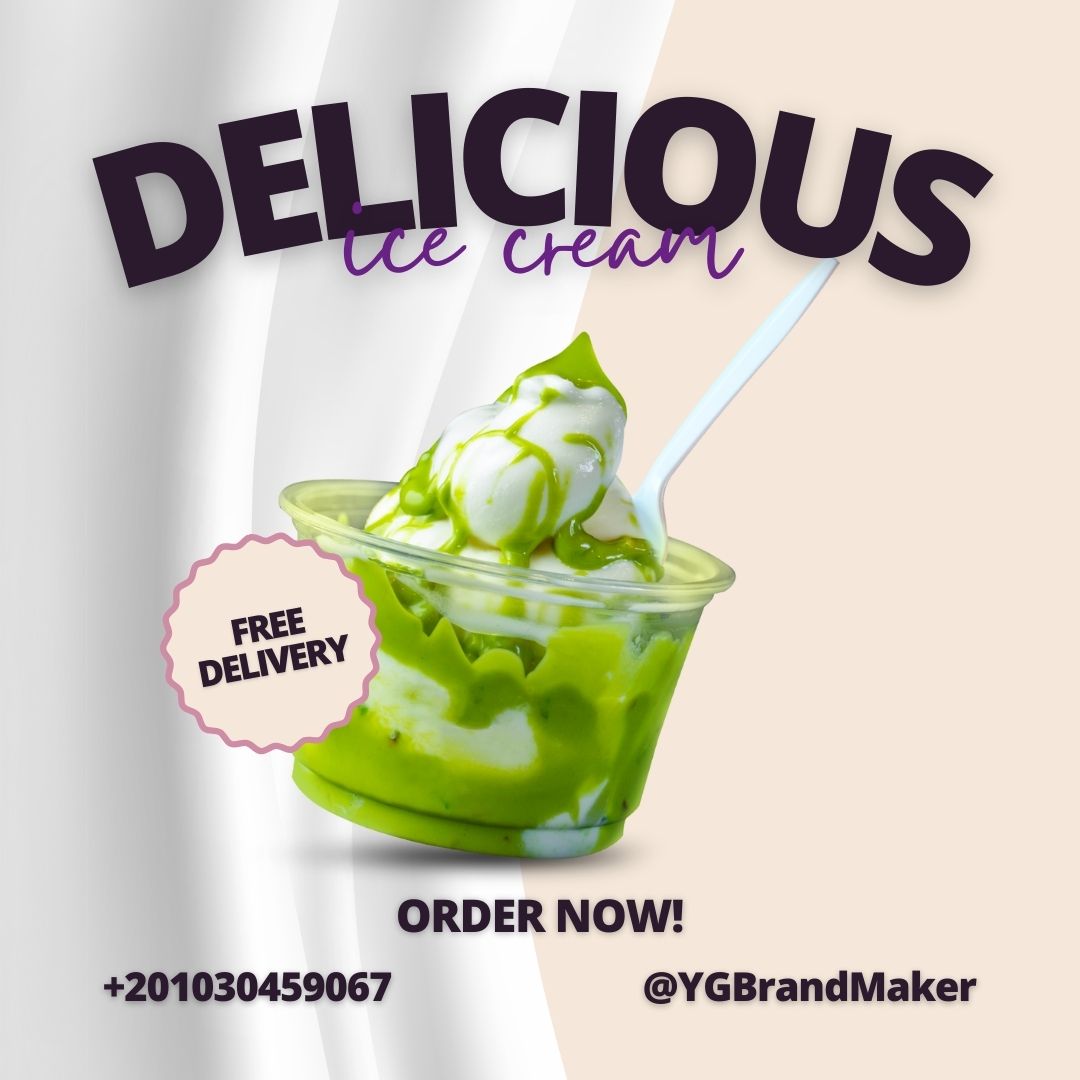 DELICIOUS
ice cream
FREE
DELIVERY
ORDER NOW!
+201030459067
@YGBrandMaker